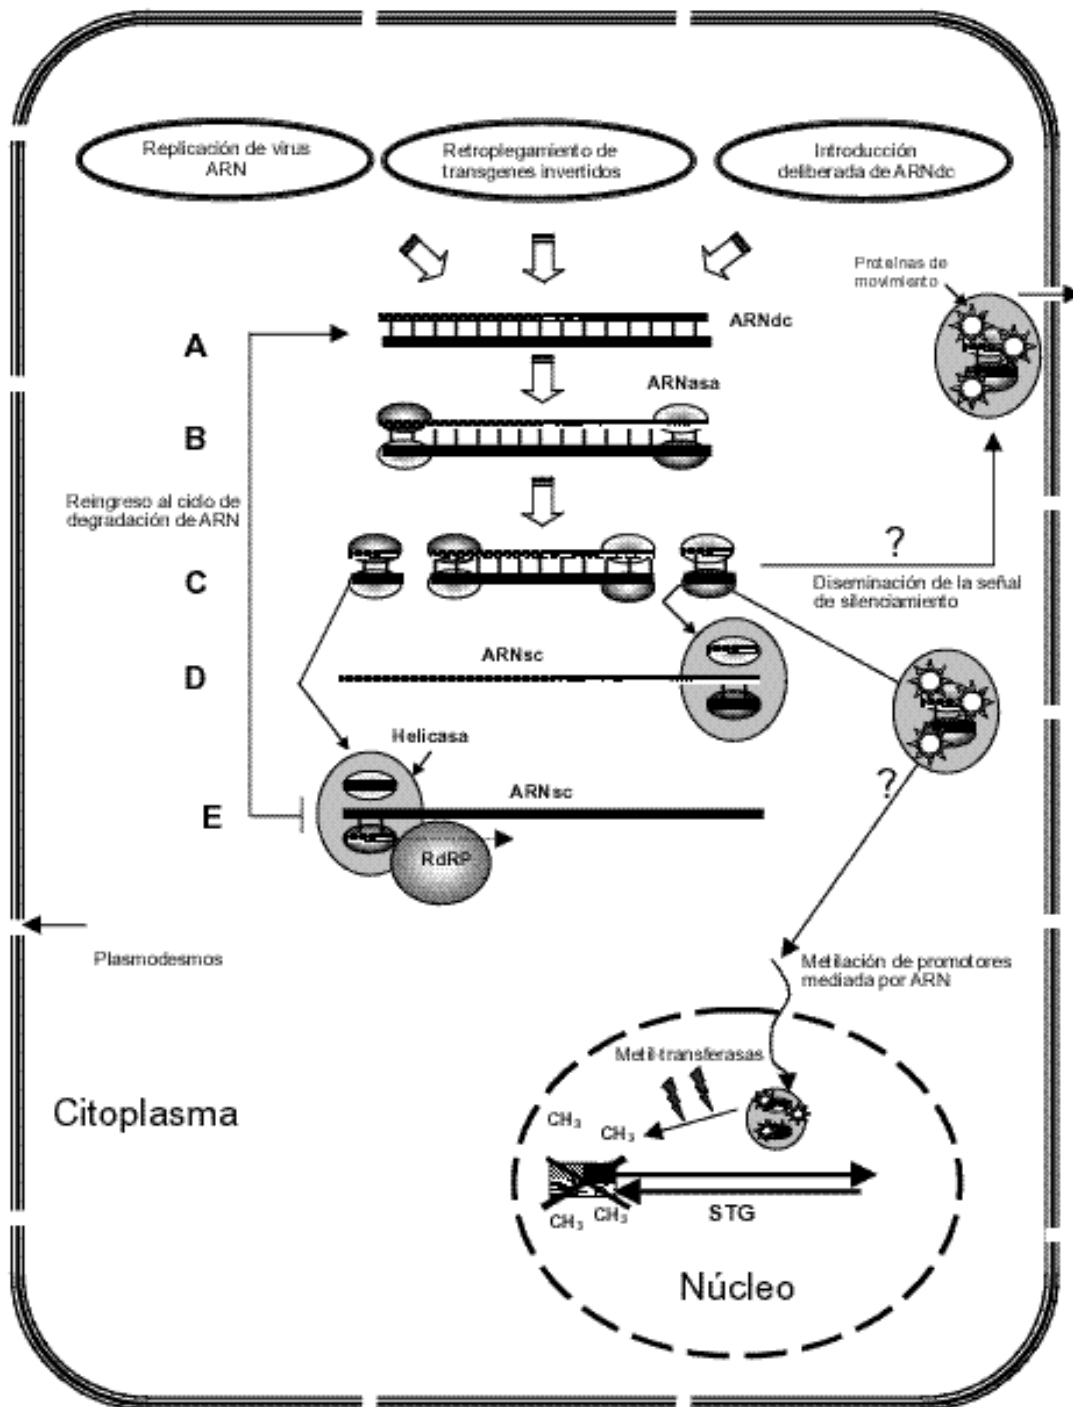 Replicación de virus
ARN
Retroplegamiento de
transgenes invertidos
Introducción
deliberada de ARNdc
Proteínas de
movimiento
ARNdc
A
ARNasa
B
Reingreso al ciclo de
degradación de ARN
?
C
Diseminación de la señal
de silenciamiento
ARNsc
D
Helicasa
?
ARNsc
E
RdRP
Plasmodesmos
Metilación de promotores
mediada por ARN
Metil-transferasas
Citoplasma
CH3
CH3
CH3
CH3
STG
Núcleo